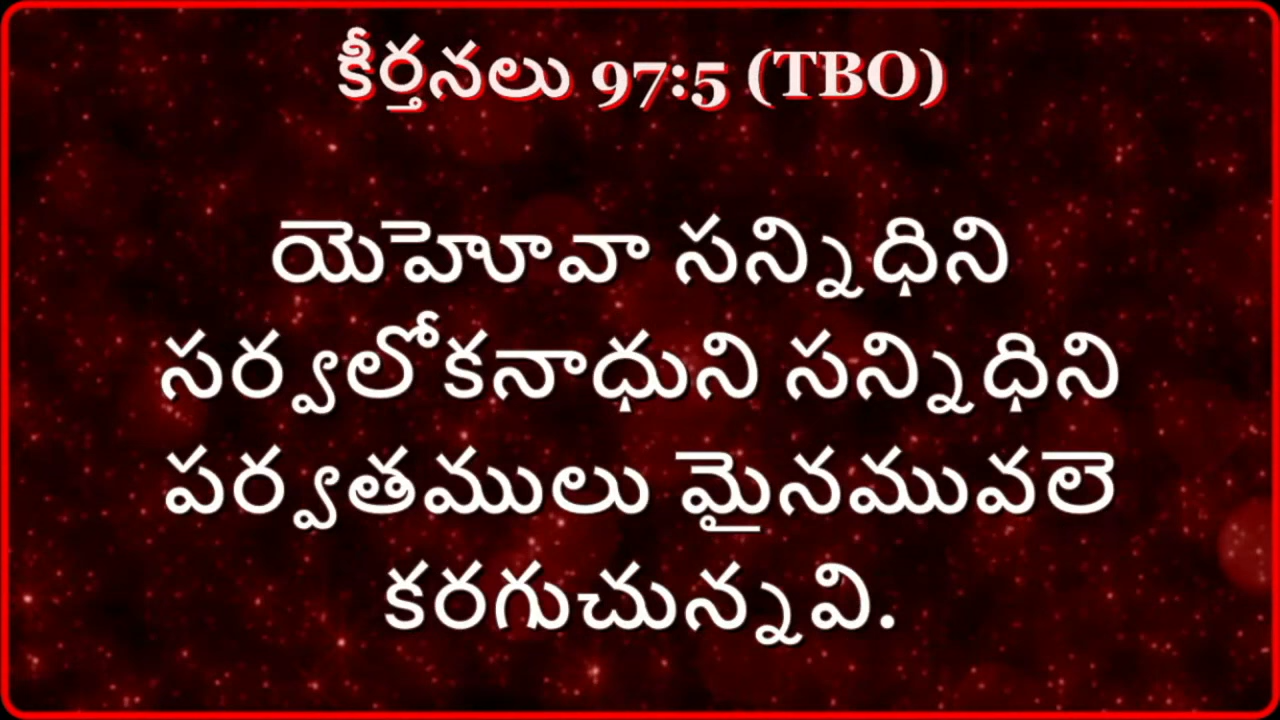 కీర్తనలు 97:5 (TBO)
యెహెూవా సన్నిధిని
సర్వలోకనాధుని సన్నిధిని
పర్వతములు మైనమువలె
కరగుచున్నవి.